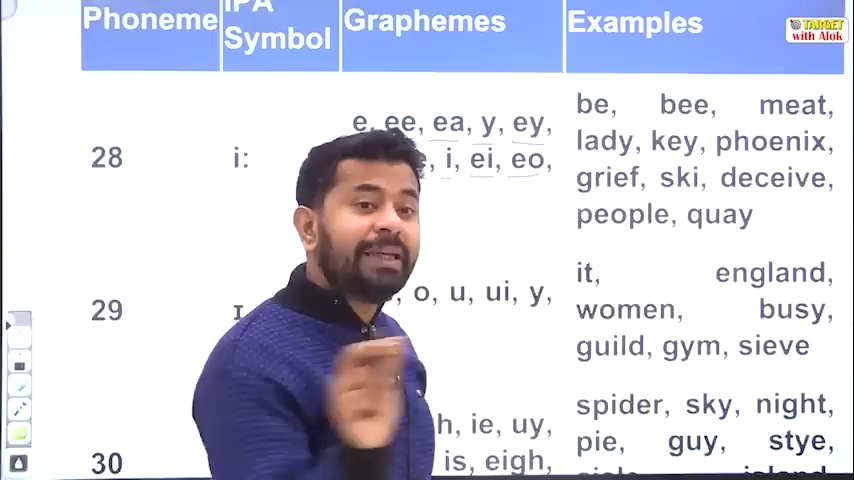 Phoneme IPA Symbol Graphemes Examples
TARGET
with Alok
28 i: e, ee, ea, y, ey,
i, ei, eo,
be, bee, meat,
lady, key, phoenix,
grief, ski, deceive,
people, quay
29 ɪ o, u, ui, y,
it, england,
women, busy,
guild, gym, sieve
30 h, ie, uy,
is, eigh,
spider, sky, night,
pie, guy, stye,
aisle, island